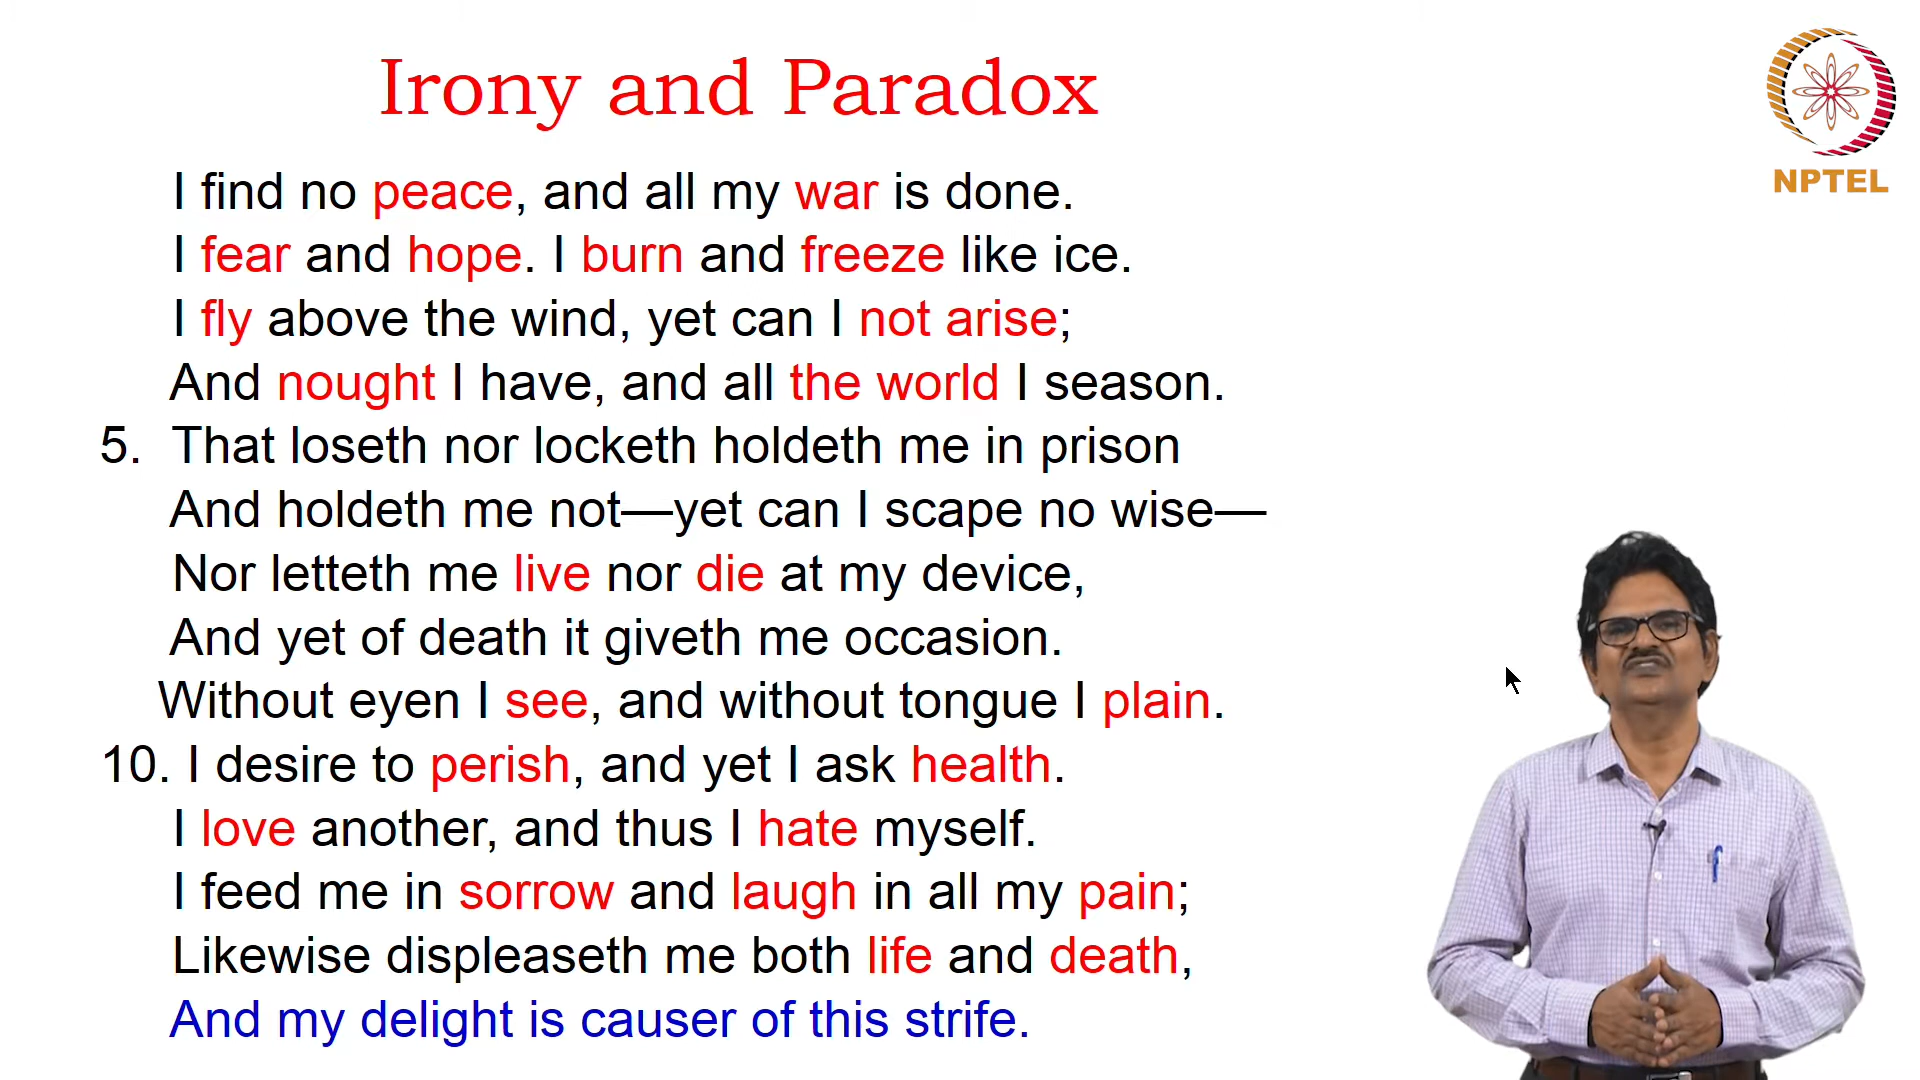 Irony and Paradox
NPTEL
I find no peace, and all my war is done.
I fear and hope. I burn and freeze like ice.
I fly above the wind, yet can I not arise;
And nought I have, and all the world I season.
5. That loseth nor locketh holdeth me in prison
And holdeth me not—yet can I scape no wise—
Nor letteth me live nor die at my device,
And yet of death it giveth me occasion.
Without eyen I see, and without tongue I plain.
10. I desire to perish, and yet I ask health.
I love another, and thus I hate myself.
I feed me in sorrow and laugh in all my pain;
Likewise displeaseth me both life and death,
And my delight is causer of this strife.